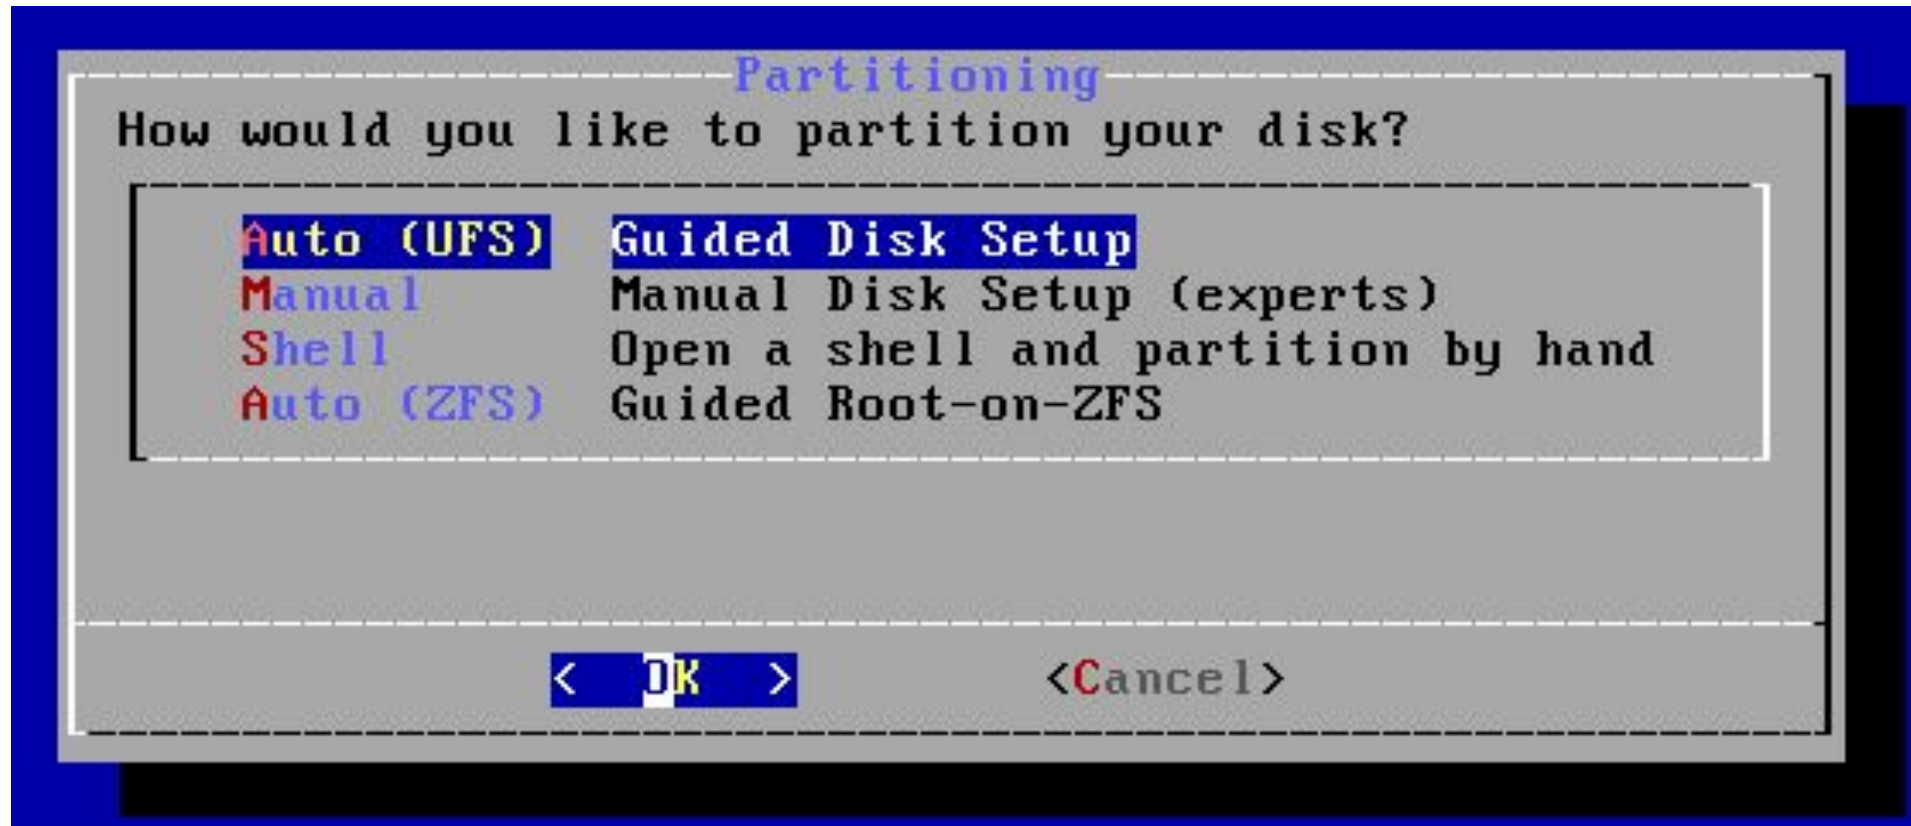 Partitioning
How would you like to partition your disk?
Auto (UFS) Guided Disk Setup
Manual Manual Disk Setup (experts)
Shell Open a shell and partition by hand
Auto (ZFS) Guided Root-on-ZFS
< OK > <Cancel>